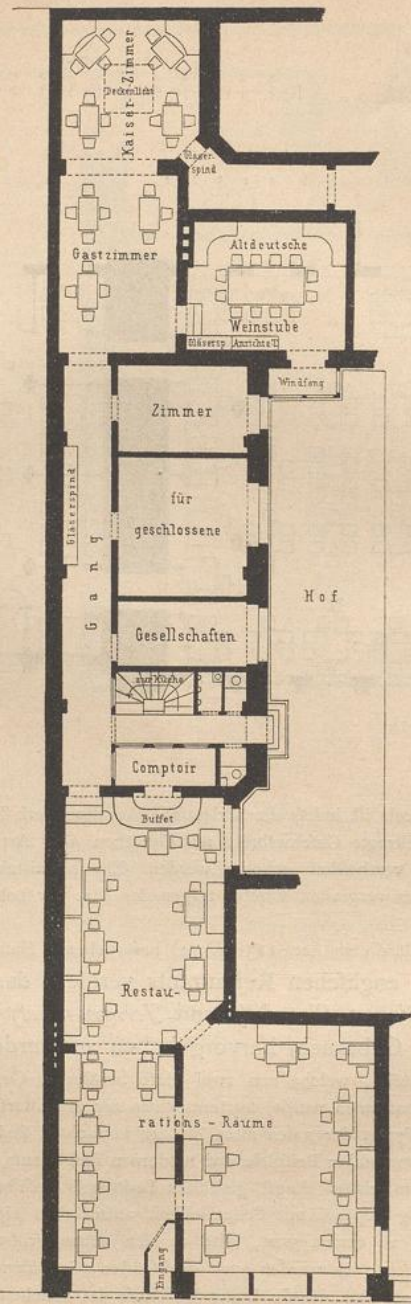 Kaiser-Zimmer
Deckenlicht
Gläser-
spind
Gastzimmer
Altdeutsche
Weinstube
Gläsersp.
Anrichte T.
Windfang
Zimmer
für
geschlossene
Gesellschaften
Gläserspind
Gang
Hof
zur Küche
Comptoir
Buffet
Restau-
rations-Räume
Eingang